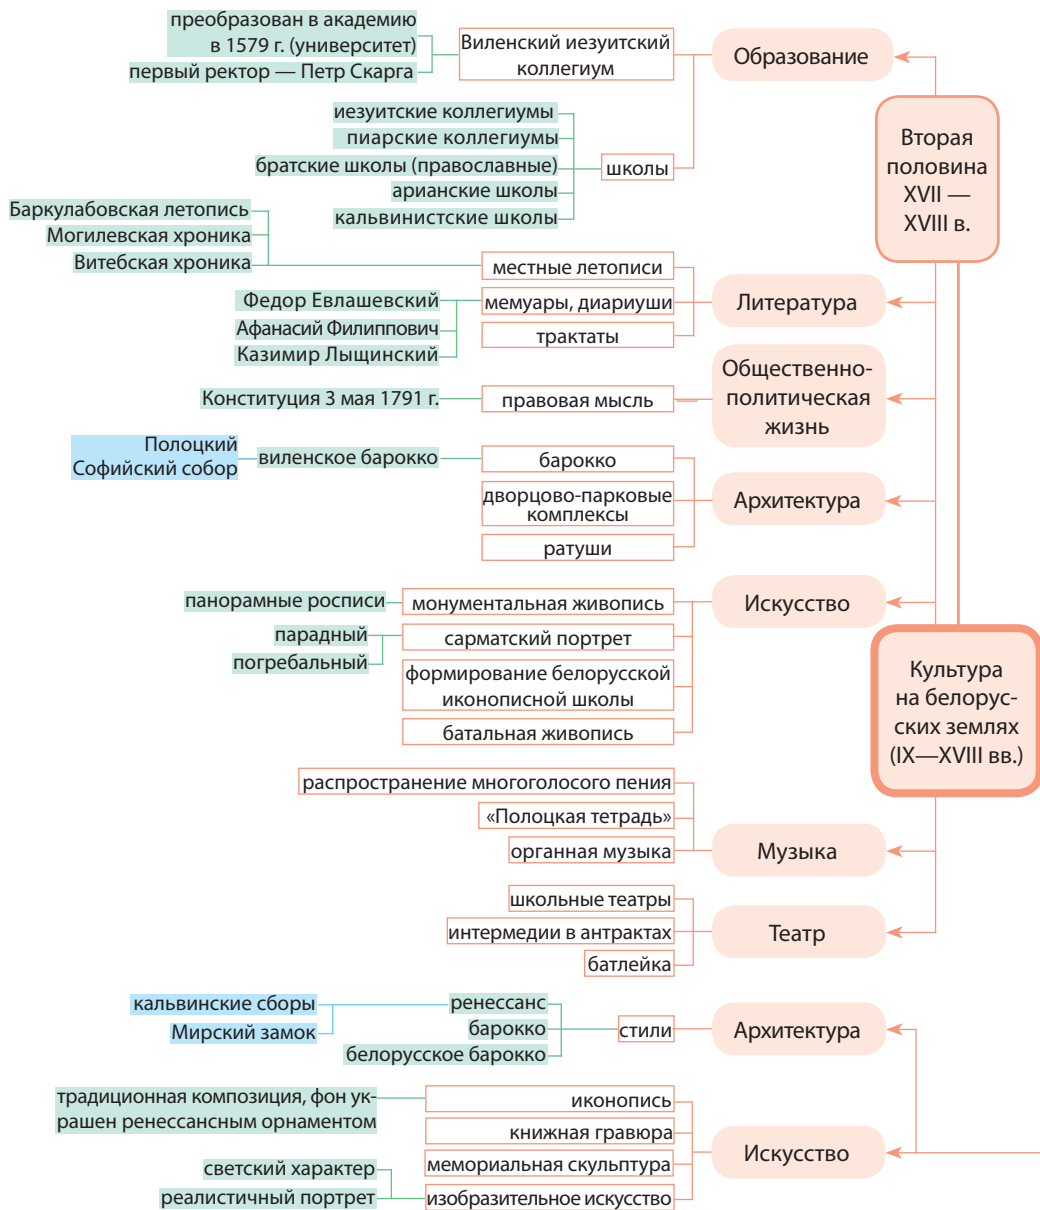 преобразован в академию
в 1579 г. (университет)
первый ректор — Петр Скарга
Виленский иезуитский
коллегиум
Образование
иезуитские коллегиумы
пиарские коллегиумы
братские школы (православные)
арианские школы
кальвинистские школы
школы
Вторая
половина
XVII —
XVIII в.
Баркулабовская летопись
Могилевская хроника
Витебская хроника
местные летописи
Федор Евлашевский
Афанасий Филиппович
Казимир Лыщинский
мемуары, диариуши
трактаты
Литература
Конституция 3 мая 1791 г.
правовая мысль
Общественно-
политическая
жизнь
Полоцкий
Софийский собор
виленское барокко
барокко
дворцово-парковые
комплексы
ратуши
Архитектура
панорамные росписи
монументальная живопись
парадный
погребальный
сарматский портрет
формирование белорусской
иконописной школы
батальная живопись
Искусство
Культура
на белорус-
ских землях
(IX—XVIII вв.)
распространение многоголосого пения
«Полоцкая тетрадь»
органная музыка
Музыка
школьные театры
интермедии в антрактах
батлейка
Театр
кальвинские сборы
Мирский замок
ренессанс
барокко
белорусское барокко
стили
Архитектура
традиционная композиция, фон ук-
рашен ренессансным орнаментом
иконопись
книжная гравюра
мемориальная скульптура
светский характер
реалистичный портрет
изобразительное искусство
Искусство